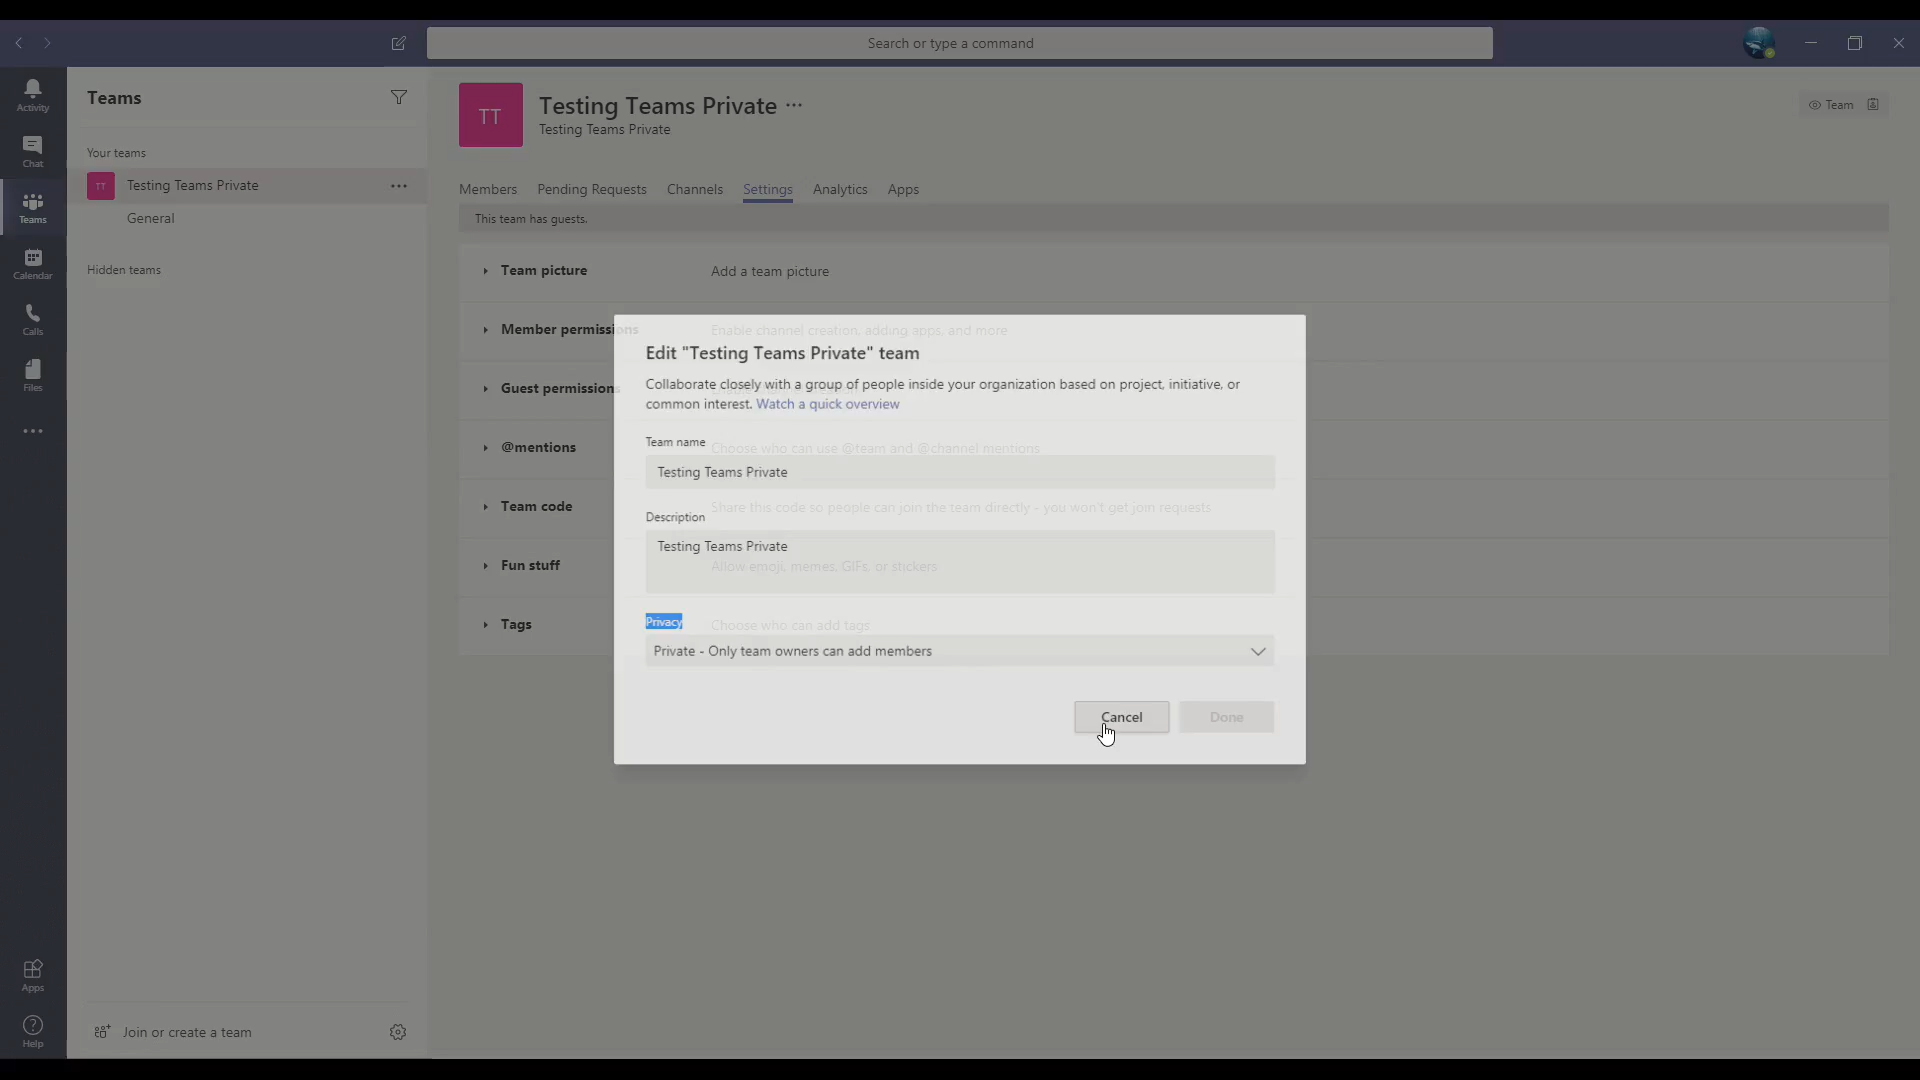 Search or type a command
Activity
Chat
Teams
Calendar
Calls
Files
Apps
Help
Teams
Your teams
TT Testing Teams Private
General
Hidden teams
Join or create a team
TT
Testing Teams Private
Testing Teams Private
Team
Members Pending Requests Channels Settings Analytics Apps
This team has guests.
Team picture Add a team picture
Member permissions Enable channel creation, adding apps, and more
Guest permissions
@mentions Choose who can use @team and @channel mentions
Team code Share this code so people can join the team directly - you won't get join requests
Fun stuff Allow emoji, memes, GIFs, or stickers
Tags Choose who can add tags
Edit "Testing Teams Private" team
Collaborate closely with a group of people inside your organization based on project, initiative, or
common interest. Watch a quick overview
Team name
Testing Teams Private
Description
Testing Teams Private
Privacy
Private - Only team owners can add members
Cancel Done